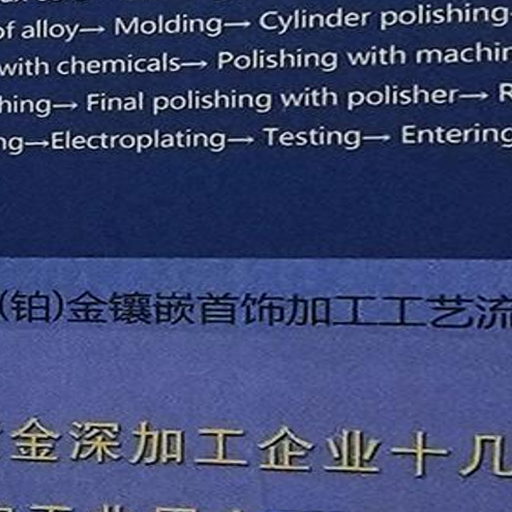 of alloy→ Molding→ Cylinder polishing
with chemicals→ Polishing with machin
hing→ Final polishing with polisher→ R
ng→Electroplating→ Testing→ Entering
(铂)金镶嵌首饰加工工艺流
金深加工企业十几